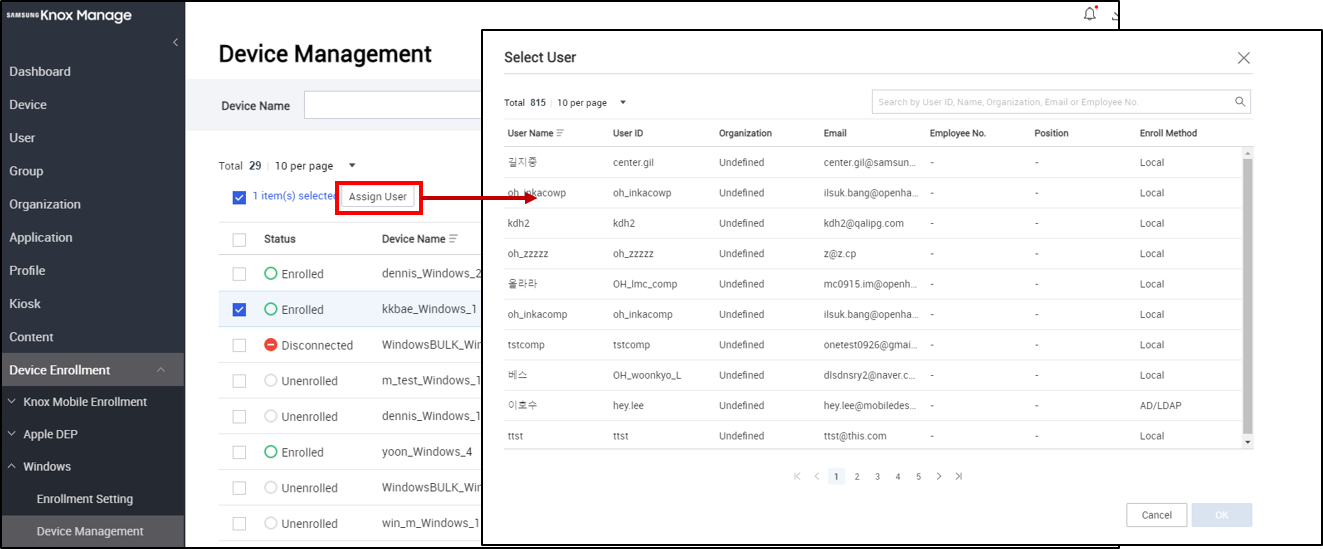 SAMSUNG Knox Manage
Dashboard
Device
User
Group
Organization
Application
Profile
Kiosk
Content
Device Enrollment
Knox Mobile Enrollment
Apple DEP
Windows
Enrollment Setting
Device Management
Device Management
Device Name
Total 29 10 per page
1 item(s) selected Assign User
Status Device Name
Enrolled dennis_Windows_2
Enrolled kkbae_Windows_1
Disconnected WindowsBULK_Win
Unenrolled m_test_Windows_1
Unenrolled dennis_Windows_1
Enrolled yoon_Windows_4
Unenrolled WindowsBULK_Win
Unenrolled win_m_Windows_1
Select User
Total 815 10 per page
Search by User ID, Name, Organization, Email or Employee No.
User Name User ID Organization Email Employee No. Position Enroll Method
길지중 center.gil Undefined center.gil@samsun... - - Local
oh_inkacowp oh_inkacowp Undefined ilsuk.bang@openha... - - Local
kdh2 kdh2 Undefined kdh2@qalipg.com - - Local
oh_zzzzz oh_zzzzz Undefined z@z.cp - - Local
올라라 OH_lmc_comp Undefined mc0915.im@openh... - - Local
oh_inkacomp oh_inkacomp Undefined ilsuk.bang@openha... - - Local
tstcomp tstcomp Undefined onetest0926@gmai... - - Local
베스 OH_woonkyo_L Undefined dlsdnsry2@naver.c... - - Local
이호수 hey.lee Undefined hey.lee@mobiledes... - - AD/LDAP
ttst ttst Undefined ttst@this.com - - Local
1 2 3 4 5
Cancel OK